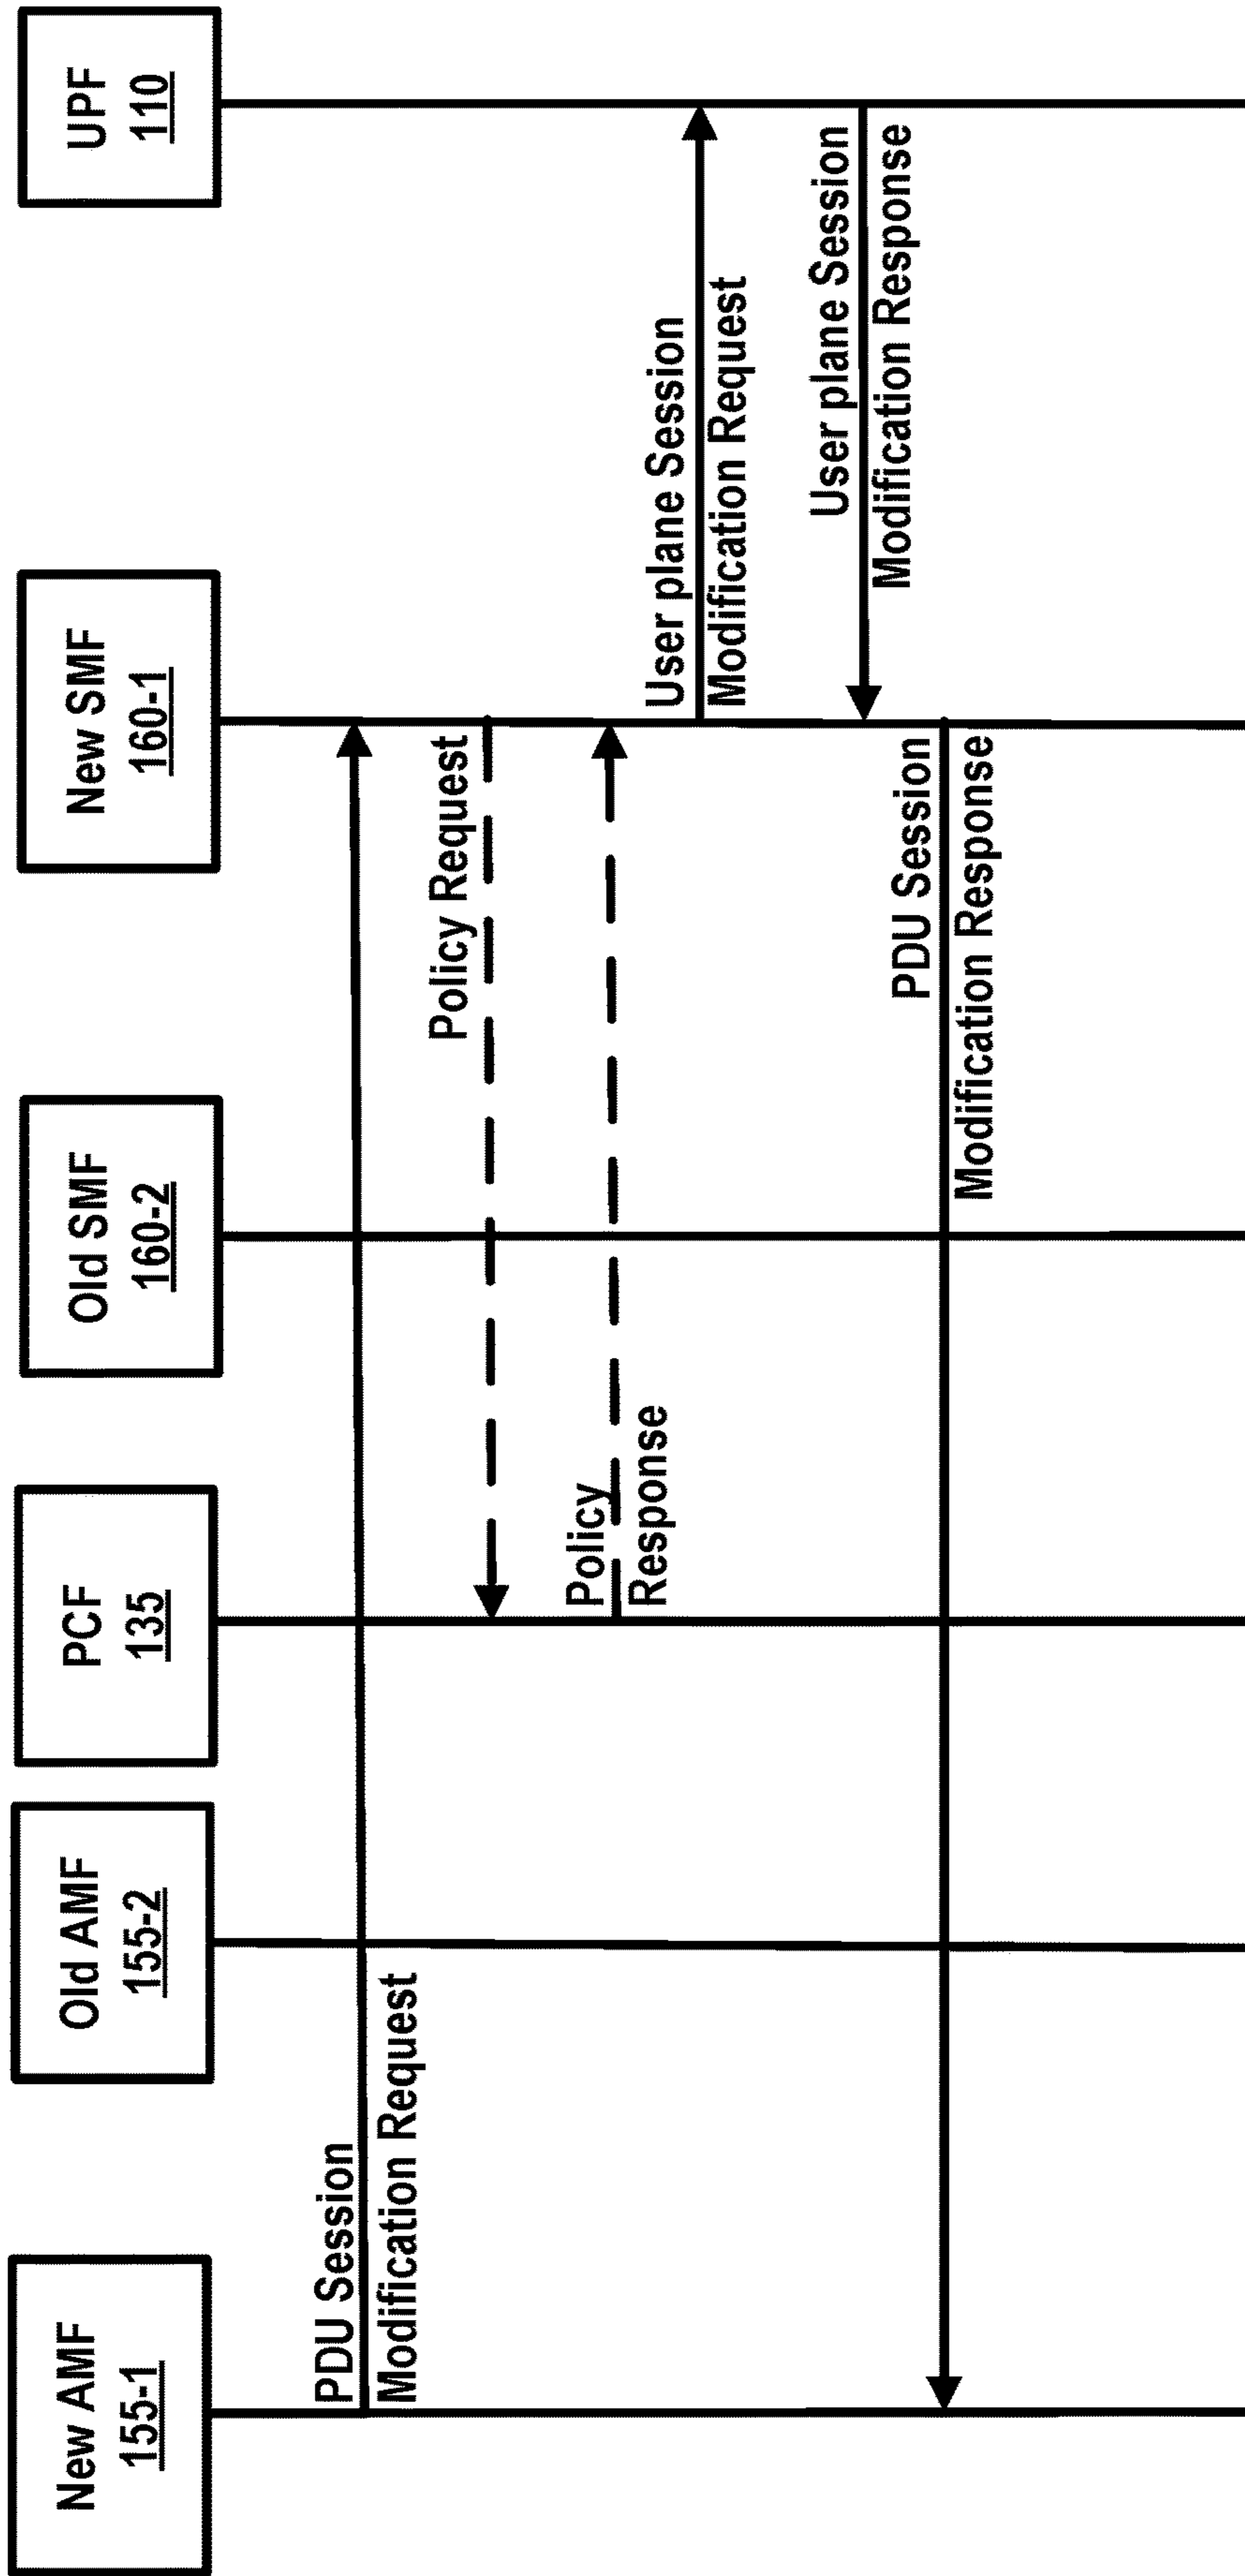 New AMF
155-1
Old AMF
155-2
PCF
135
Old SMF
160-2
New SMF
160-1
UPF
110
PDU Session
Modification Request
Policy Request
Policy
Response
User plane Session
Modification Request
User plane Session
Modification Response
PDU Session
Modification Response